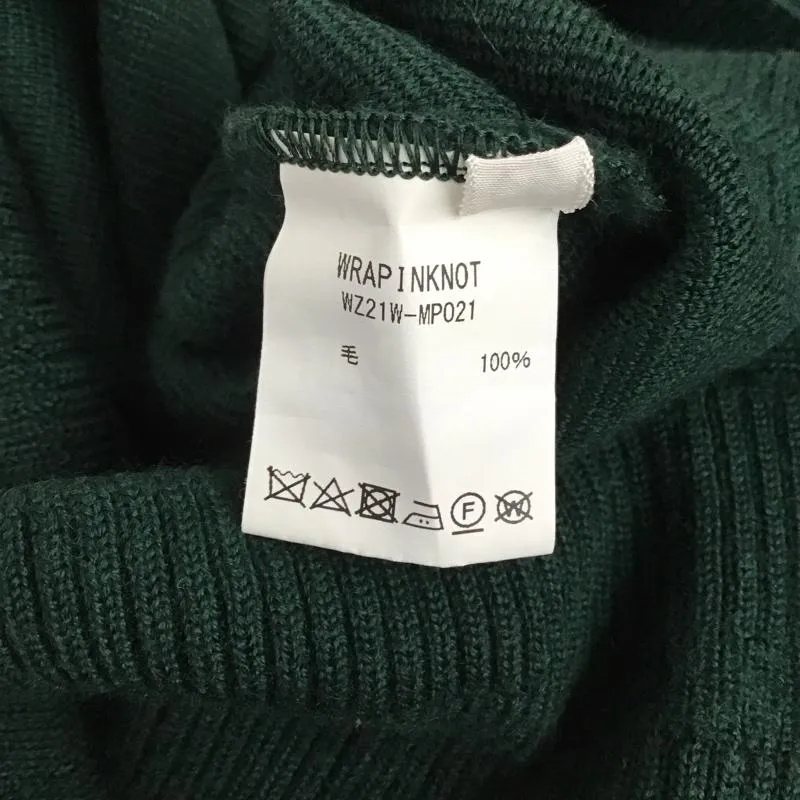 WRAPINKNOT
WZ21W-MP021
毛 100%
F
W